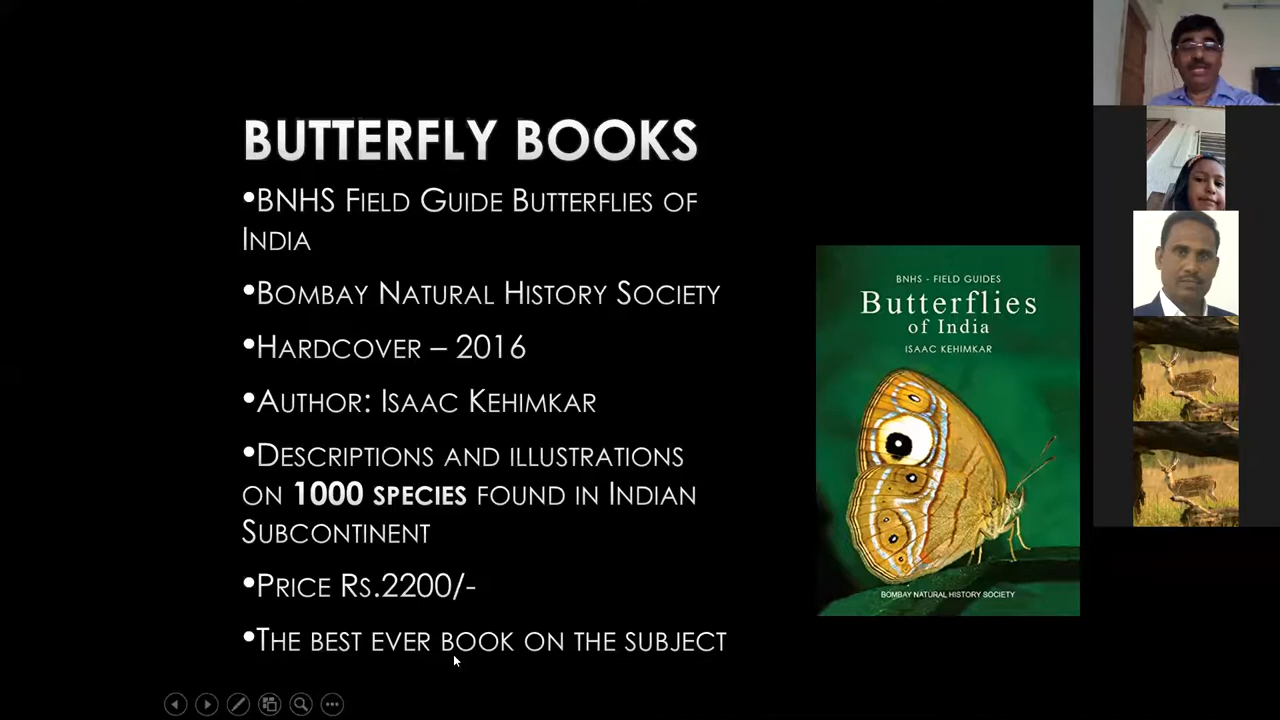 BUTTERFLY BOOKS
•BNHS FIELD GUIDE BUTTERFLIES OF
INDIA
•BOMBAY NATURAL HISTORY SOCIETY
•HARDCOVER – 2016
•AUTHOR: ISAAC KEHIMKAR
•DESCRIPTIONS AND ILLUSTRATIONS
ON 1000 SPECIES FOUND IN INDIAN
SUBCONTINENT
•PRICE RS.2200/-
•THE BEST EVER BOOK ON THE SUBJECT
BNHS - FIELD GUIDES
Butterflies
of India
ISAAC KEHIMKAR
BOMBAY NATURAL HISTORY SOCIETY